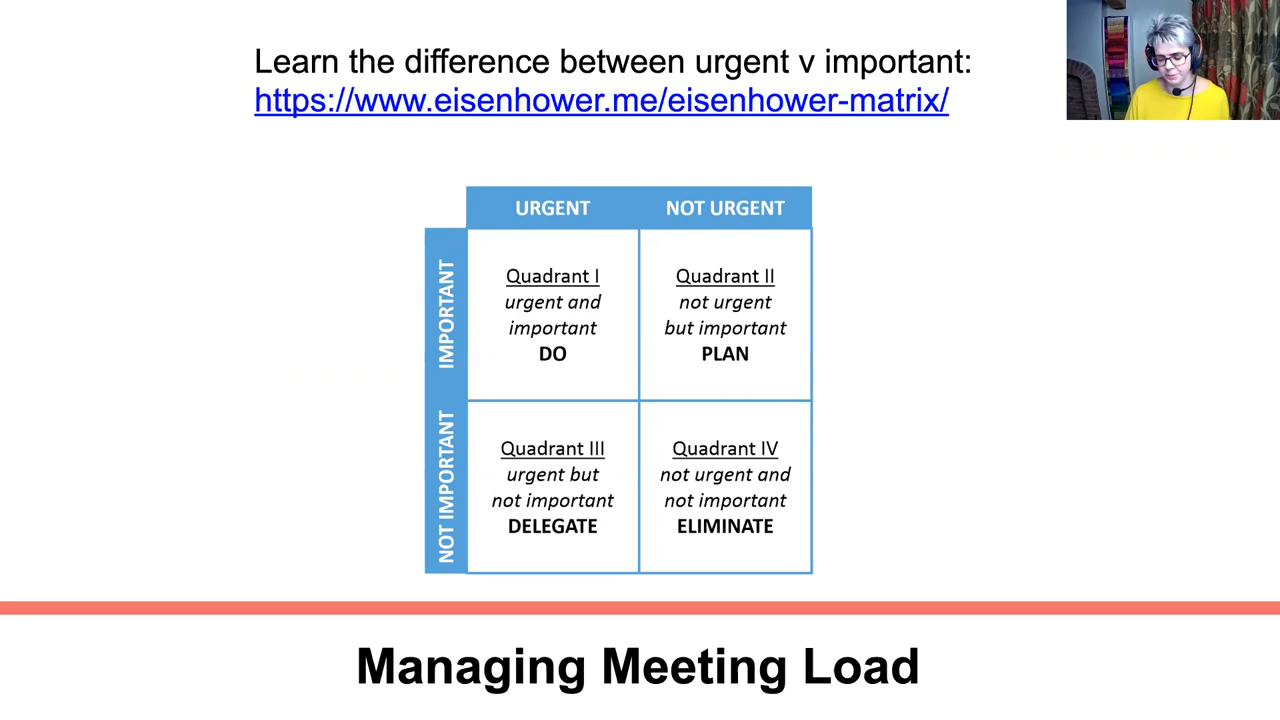 Learn the difference between urgent v important:
https://www.eisenhower.me/eisenhower-matrix/
URGENT
NOT URGENT
IMPORTANT
Quadrant I
urgent and
important
DO
Quadrant II
not urgent
but important
PLAN
NOT IMPORTANT
Quadrant III
urgent but
not important
DELEGATE
Quadrant IV
not urgent and
not important
ELIMINATE
Managing Meeting Load